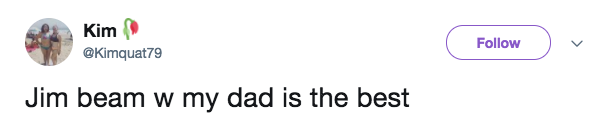 Kim🥀
@Kimquat79
Follow
Jim beam w my dad is the best